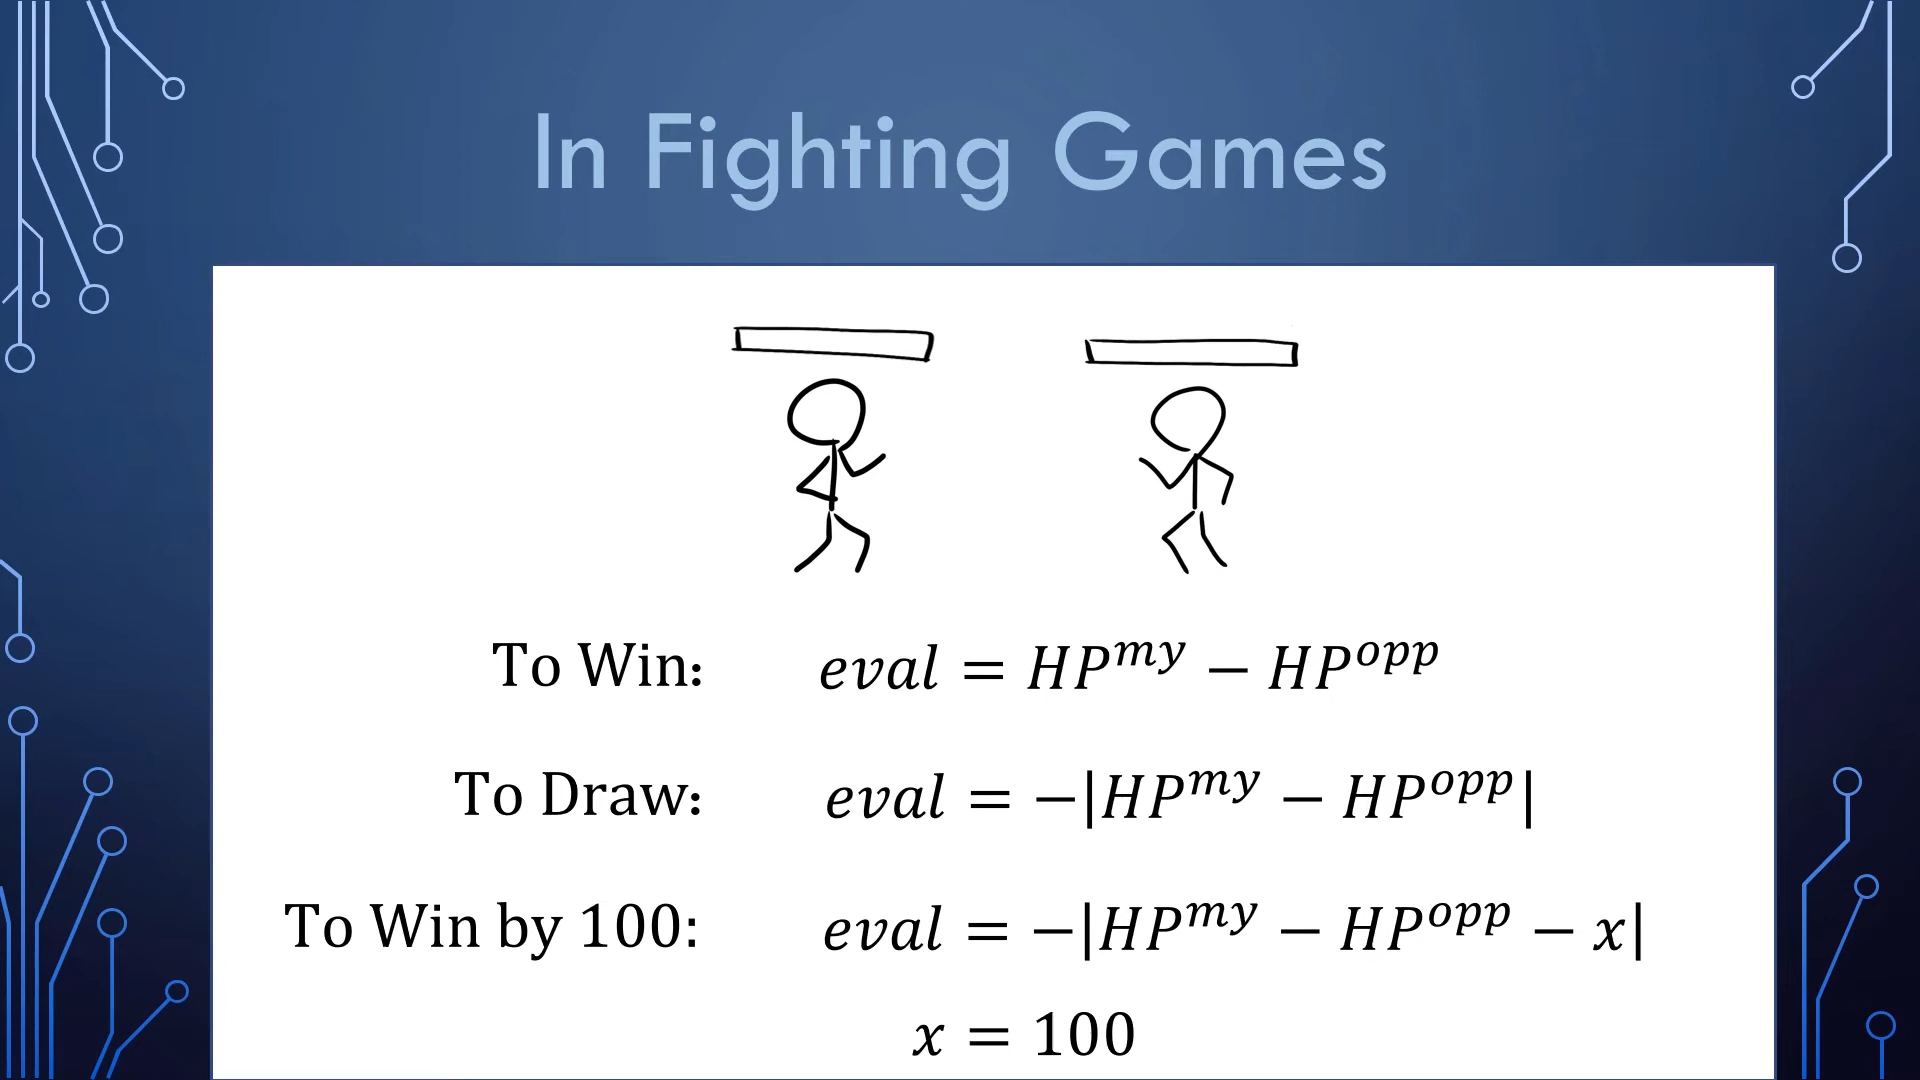 In Fighting Games
To Win: eval = HP^my − HP^opp
To Draw: eval = −|HP^my − HP^opp|
To Win by 100: eval = −|HP^my − HP^opp − x|
x = 100